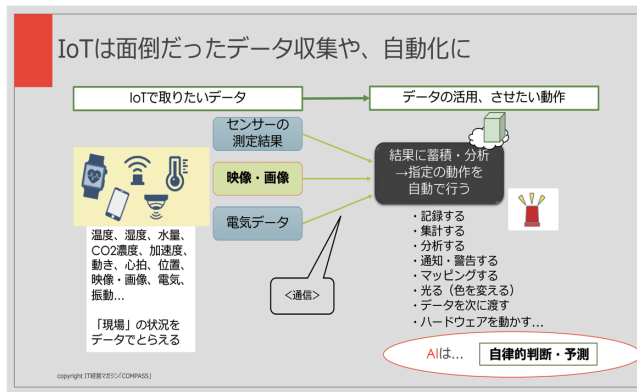 IoTは面倒だったデータ収集や、自動化に
IoTで取りたいデータ
データの活用、させたい動作
センサーの
測定結果
映像・画像
電気データ
結果に蓄積・分析
→指定の動作を
自動で行う
温度、湿度、水量、
CO2濃度、加速度、
動き、心拍、位置、
映像・画像、電気、
振動…
「現場」の状況を
データでとらえる
<通信>
・記録する
・集計する
・分析する
・通知・警告する
・マッピングする
・光る（色を変える）
・データを次に渡す
・ハードウェアを動かす…
AIは…
自律的判断・予測
copyright IT経営マガジン「COMPASS」